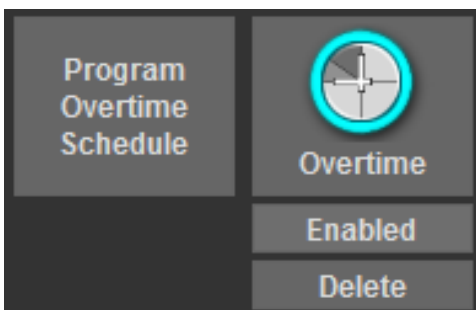 Program
Overtime
Schedule
Overtime
Enabled
Delete